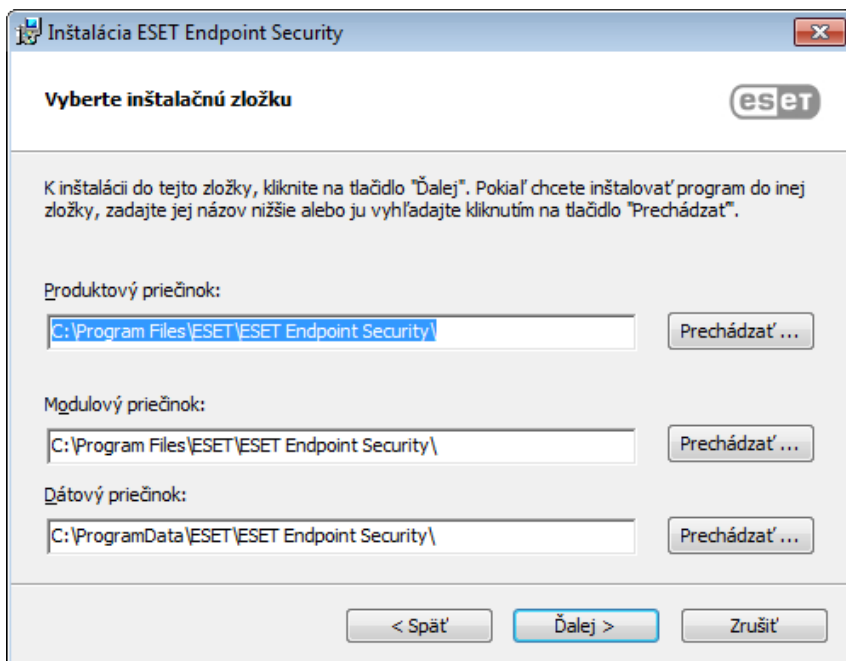 Inštalácia ESET Endpoint Security
Vyberte inštalačnú zložku
eseT
K inštalácii do tejto zložky, kliknite na tlačidlo "Ďalej". Pokiaľ chcete inštalovať program do inej
zložky, zadajte jej názov nižšie alebo ju vyhľadajte kliknutím na tlačidlo "Prechádzať".
Produktový priečinok:
C:\Program Files\ESET\ESET Endpoint Security\
Prechádzať ...
Modulový priečinok:
C:\Program Files\ESET\ESET Endpoint Security\
Prechádzať ...
Dátový priečinok:
C:\ProgramData\ESET\ESET Endpoint Security\
Prechádzať ...
< Späť Ďalej > Zrušiť